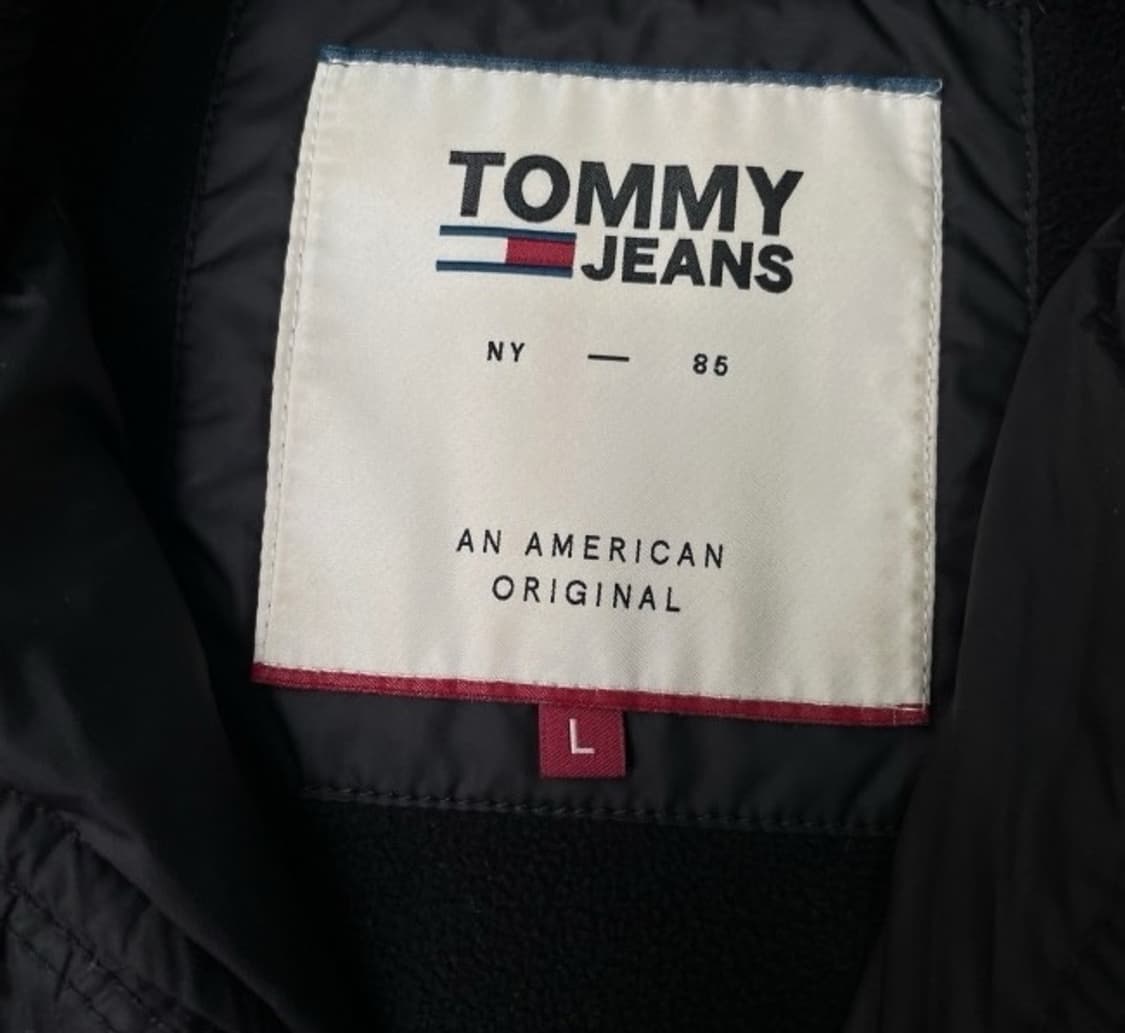 TOMMY
JEANS
NY — 85
AN AMERICAN
ORIGINAL
L